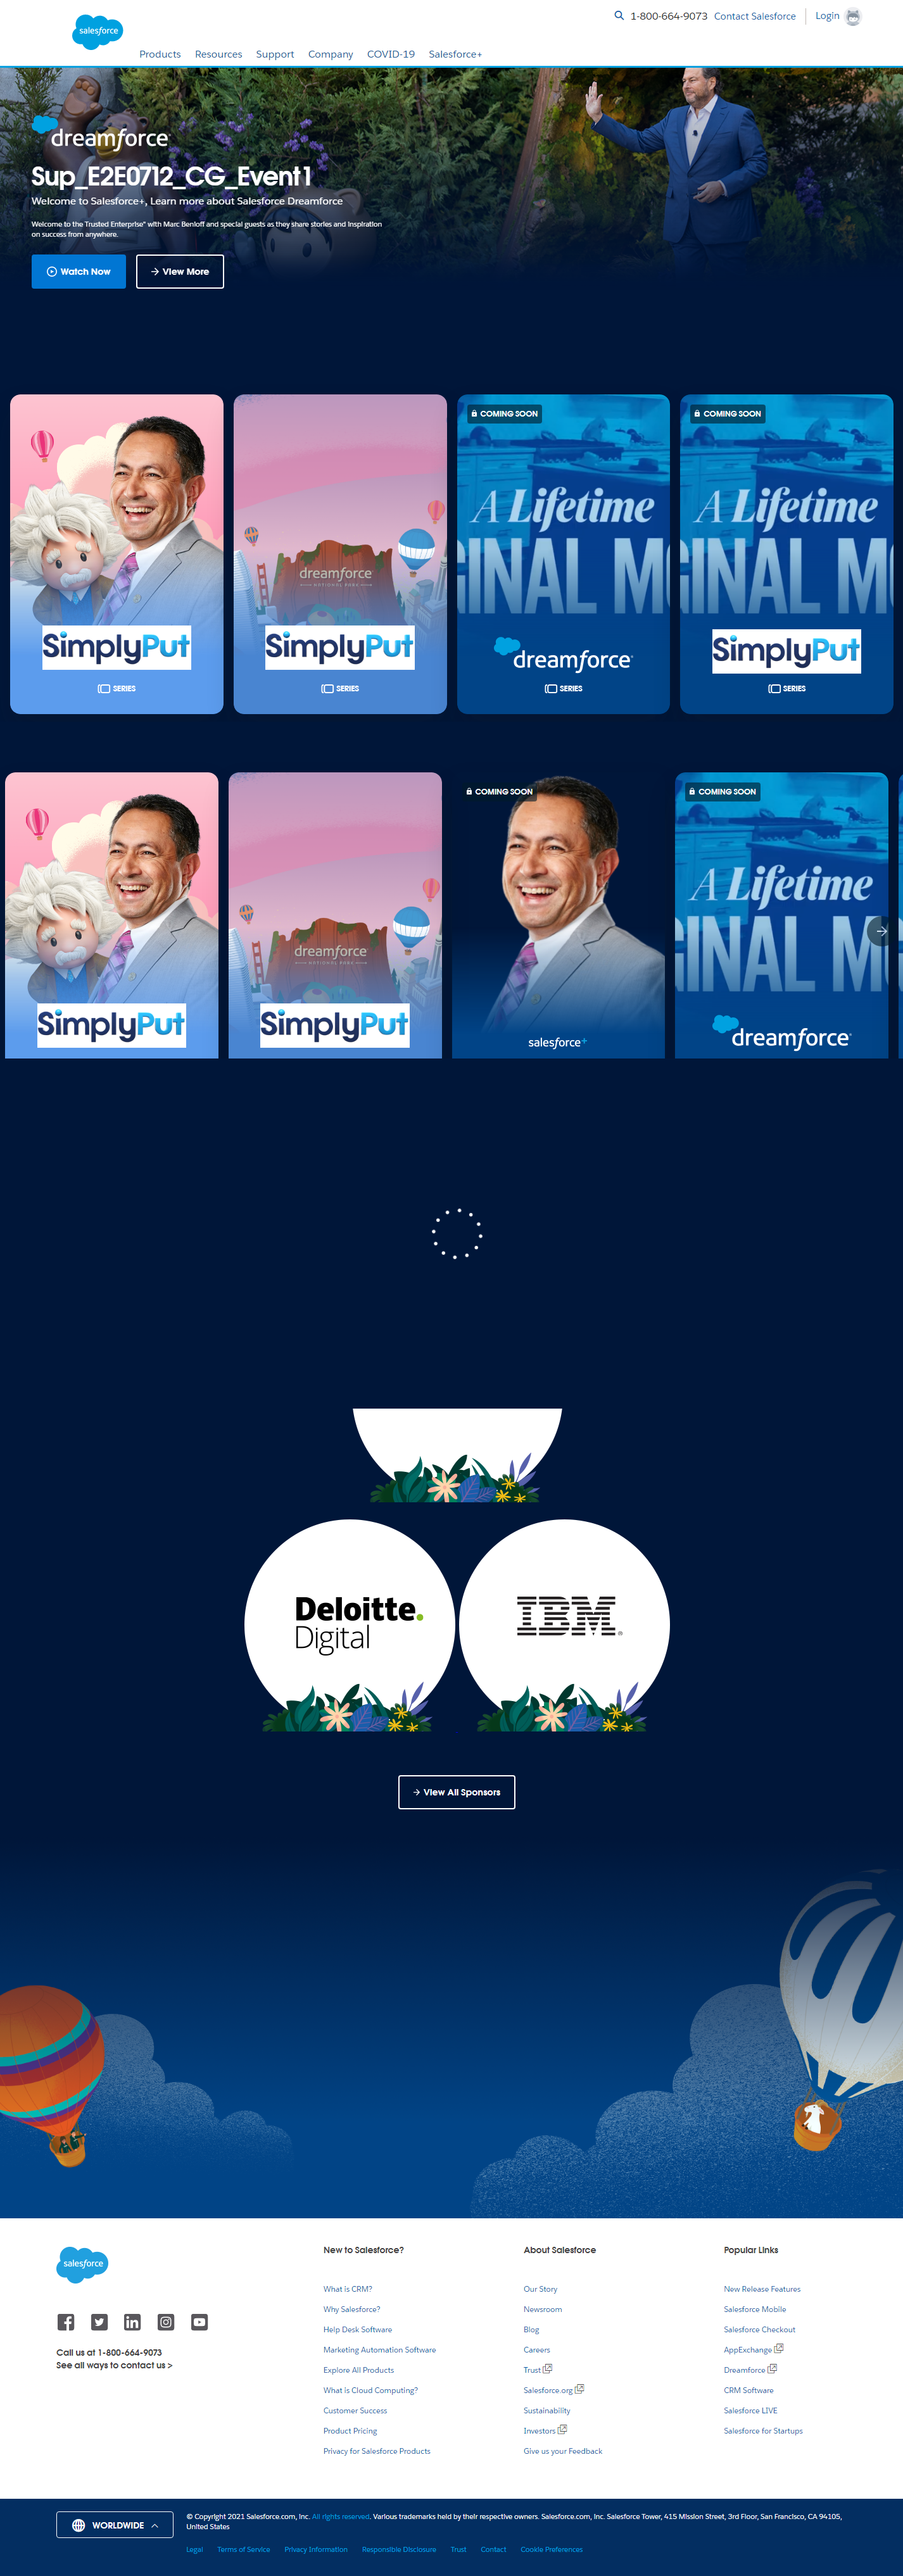 salesforce
1-800-664-9073 Contact Salesforce Login
Products Resources Support Company COVID-19 Salesforce+
dreamforce
Sup_E2E0712_CG_Event1
Welcome to Salesforce+, Learn more about Salesforce Dreamforce
Welcome to the Trusted Enterprise" with Marc Benioff and special guests as they share stories and inspiration
on success from anywhere.
Watch Now View More
COMING SOON COMING SOON
A Lifetime A Lifetime
GINAL M GINAL M
dreamforce
NATIONAL PARK
SimplyPut SimplyPut dreamforce SimplyPut
SERIES SERIES SERIES SERIES
COMING SOON COMING SOON
A Lifetime
GINAL M
dreamforce
NATIONAL PARK
SimplyPut SimplyPut salesforce+ dreamforce
Deloitte.
Digital
IBM®
View All Sponsors
salesforce
Call us at 1-800-664-9073
See all ways to contact us >
New to Salesforce?
What is CRM?
Why Salesforce?
Help Desk Software
Marketing Automation Software
Explore All Products
What is Cloud Computing?
Customer Success
Product Pricing
Privacy for Salesforce Products
About Salesforce
Our Story
Newsroom
Blog
Careers
Trust
Salesforce.org
Sustainability
Investors
Give us your Feedback
Popular Links
New Release Features
Salesforce Mobile
Salesforce Checkout
AppExchange
Dreamforce
CRM Software
Salesforce LIVE
Salesforce for Startups
WORLDWIDE
© Copyright 2021 Salesforce.com, inc. All rights reserved. Various trademarks held by their respective owners. Salesforce.com, inc. Salesforce Tower, 415 Mission Street, 3rd Floor, San Francisco, CA 94105,
United States
Legal Terms of Service Privacy Information Responsible Disclosure Trust Contact Cookie Preferences